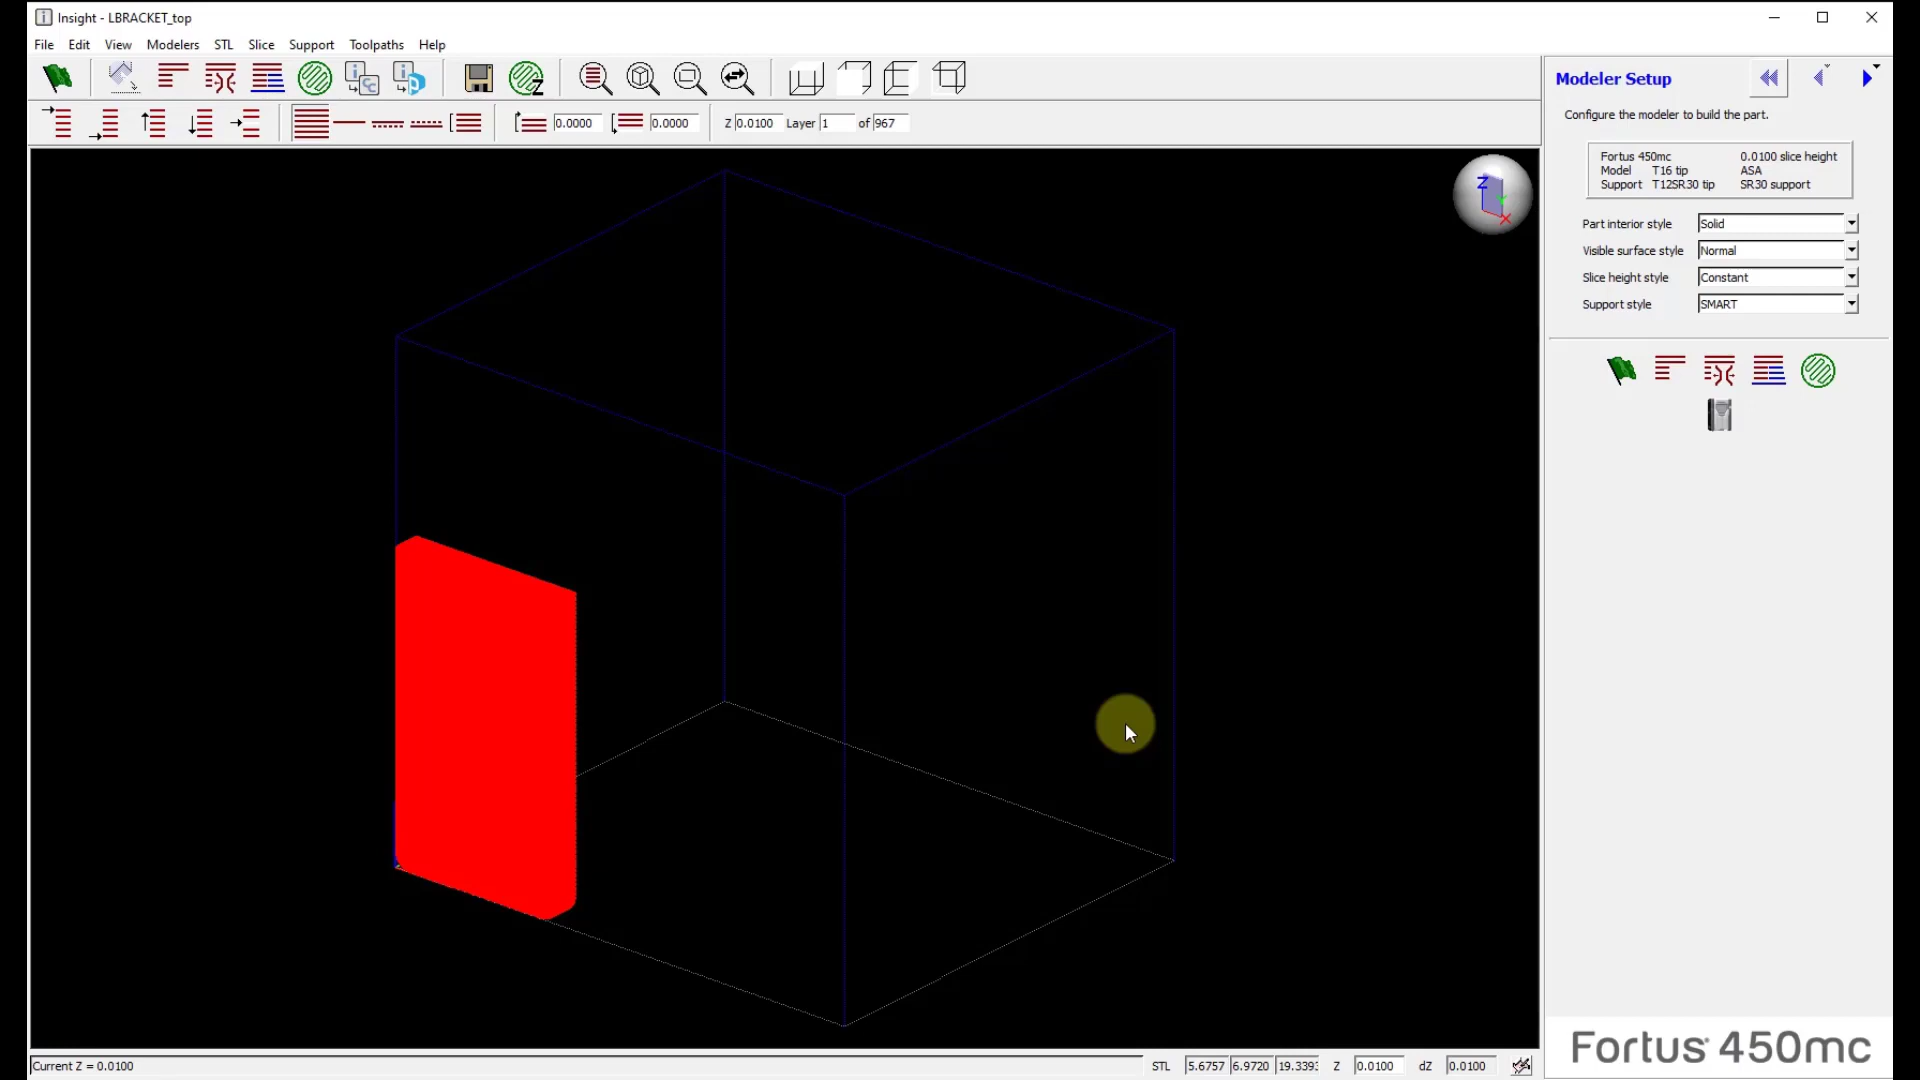 Insight - LBRACKET_top
File Edit View Modelers STL Slice Support Toolpaths Help
0.0000 0.0000 Z 0.0100 Layer 1 of 967
Modeler Setup
Configure the modeler to build the part.
Fortus 450mc 0.0100 slice height
Model T16 tip ASA
Support T12SR30 tip SR30 support
Part interior style Solid
Visible surface style Normal
Slice height style Constant
Support style SMART
Z
X
Current Z = 0.0100
STL 5.6757 6.9720 19.339 Z 0.0100 dZ 0.0100
Fortus 450mc